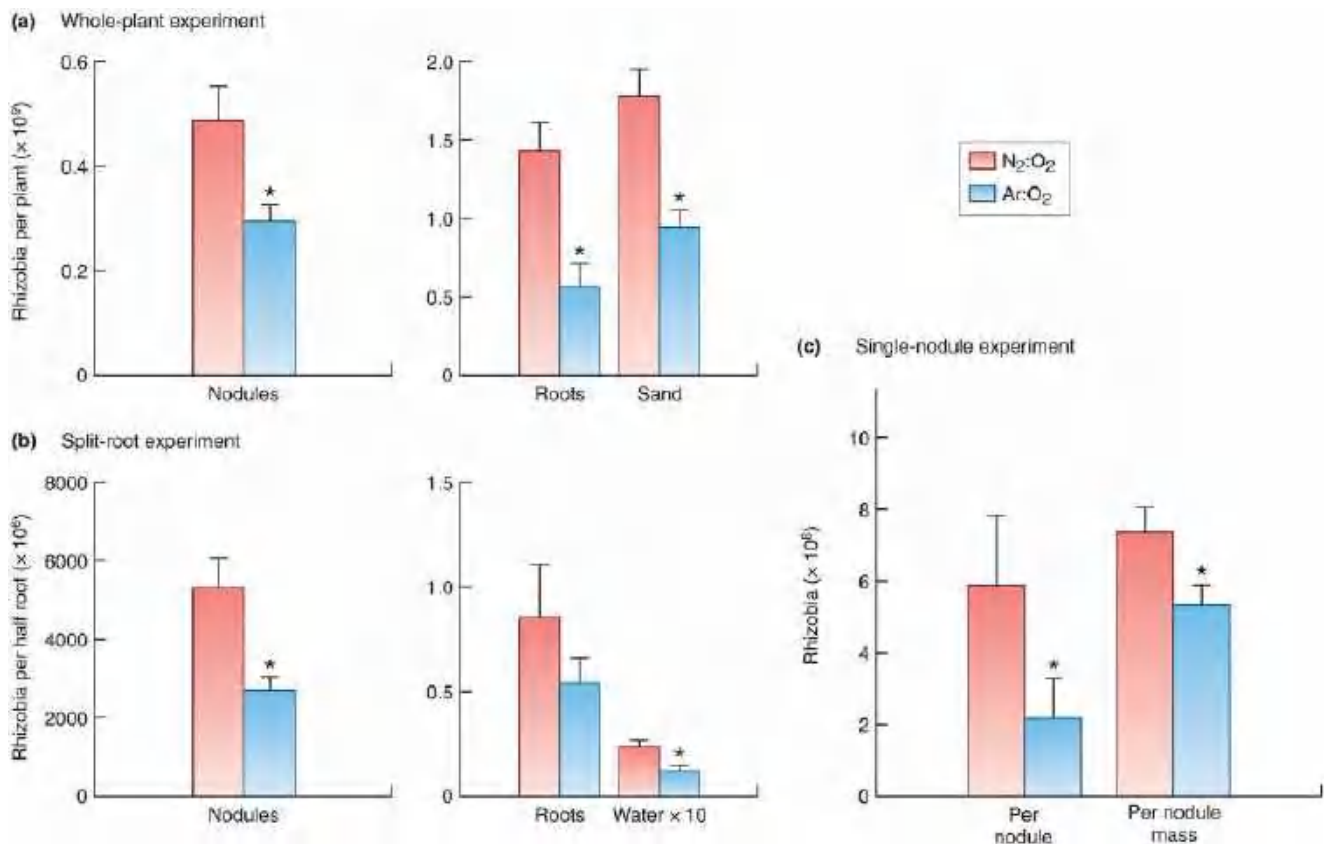 (a) Whole-plant experiment
Rhizobia per plant (× 10⁹)
0.6
0.4
0.2
0
Nodules
*
2.0
1.5
1.0
0.5
0
Roots
Sand
*
*
N₂:O₂
Ar:O₂
(b) Split-root experiment
Rhizobia per half root (× 10⁶)
8000
6000
4000
2000
0
Nodules
*
1.5
1.0
0.5
0
Roots
Water × 10
*
(c) Single-nodule experiment
Rhizobia (× 10⁸)
10
8
6
4
2
0
Per
nodule
Per nodule
mass
*
*